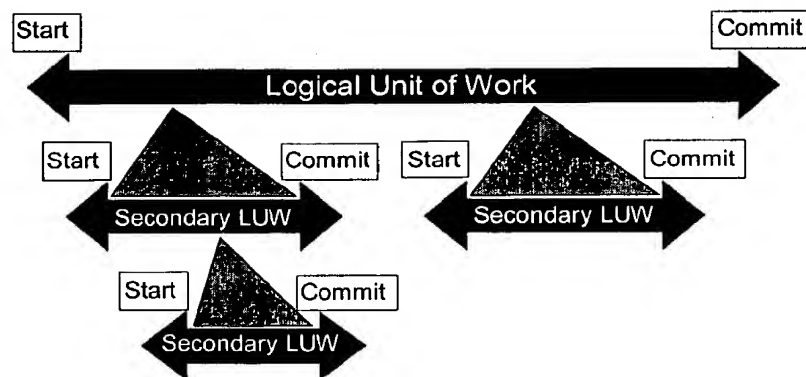 Start
Commit
Logical Unit of Work
Start
Commit
Start
Commit
Secondary LUW
Secondary LUW
Start
Commit
Secondary LUW